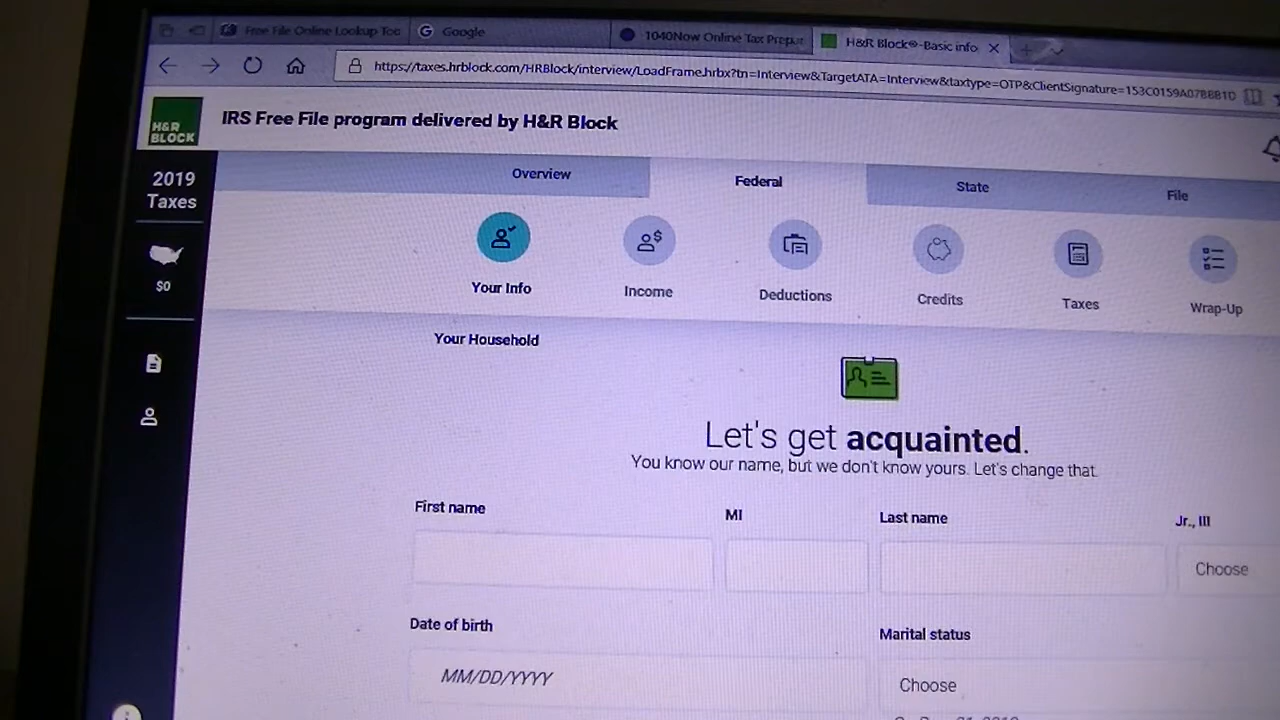 Free File Online Lookup Too
Google
1040Now Online Tax Prepar
H&R Block®-Basic info
https://taxes.hrblock.com/HRBlock/interview/LoadFrame.hrbx?tn=Interview&TargetATA=Interview&taxtype=OTP&ClientSignature=153C0159A07BBB1D
H&R
BLOCK
IRS Free File program delivered by H&R Block
2019
Taxes
$0
Overview
Federal
State
File
Your Info
Income
Deductions
Credits
Taxes
Wrap-Up
Your Household
Let's get acquainted.
You know our name, but we don't know yours. Let's change that.
First name
MI
Last name
Jr., III
Choose
Date of birth
Marital status
MM/DD/YYYY
Choose